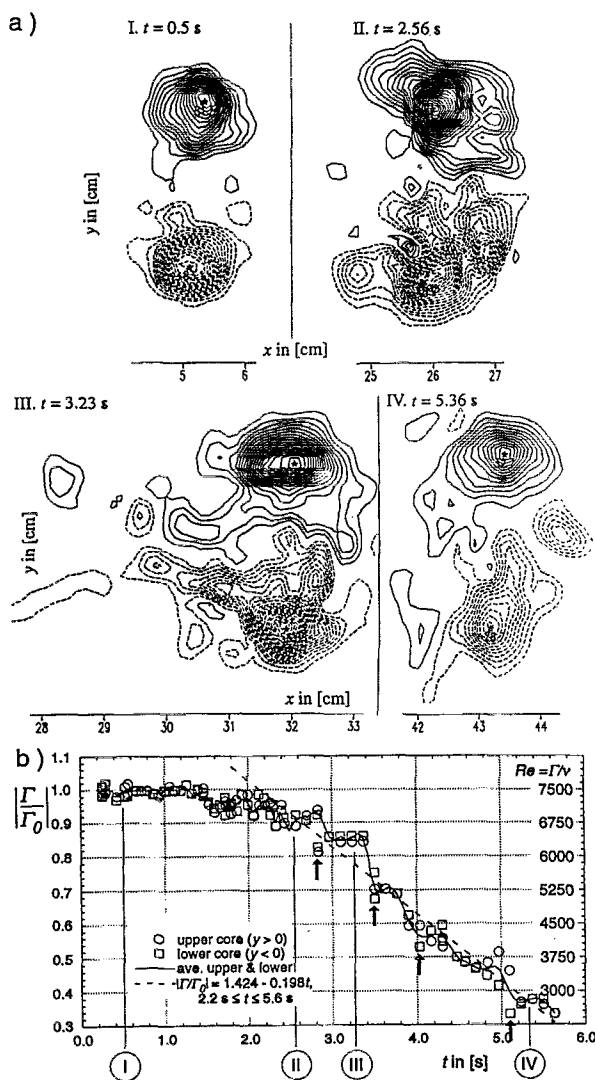 a)
I. t = 0.5 s
II. t = 2.56 s
y in [cm]
x in [cm]
5 6
25 26 27
III. t = 3.23 s
IV. t = 5.36 s
y in [cm]
x in [cm]
28 29 30 31 32 33
42 43 44
b)
|Γ/Γ₀|
Re = Γ/ν
1.1
1.0
0.9
0.8
0.7
0.6
0.5
0.4
0.3
7500
6750
6000
5250
4500
3750
3000
upper core (y > 0)
lower core (y < 0)
ave. upper & lower
|Γ/Γ₀| = 1.424 - 0.198t,
2.2 s ≤ t ≤ 5.6 s
0.0 1.0 2.0 3.0 4.0 5.0 6.0
t in [s]
I II III IV